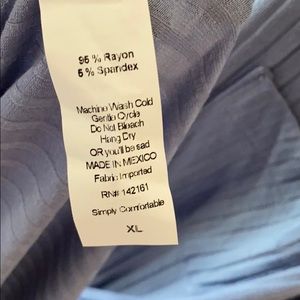 95 % Rayon
5 % Spandex
Machine Wash Cold
Gentle Cycle
Do Not Bleach
Hang Dry
OR you'll be sad
MADE IN MEXICO
Fabric Imported
RN# 142161
Simply Comfortable
XL